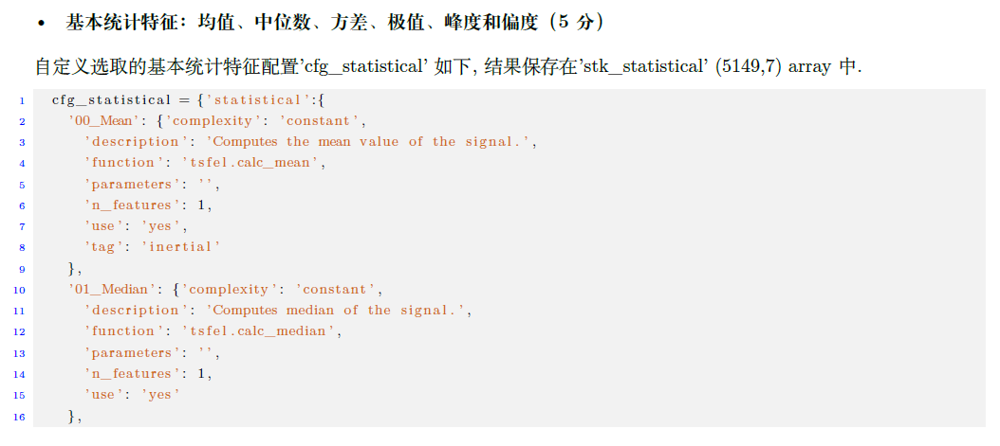 • 基本统计特征：均值、中位数、方差、极值、峰度和偏度（5 分）
自定义选取的基本统计特征配置'cfg_statistical' 如下, 结果保存在'stk_statistical' (5149,7) array 中.
1 cfg_statistical = {'statistical':{
2 '00_Mean': {'complexity': 'constant',
3 'description': 'Computes the mean value of the signal.',
4 'function': 'tsfel.calc_mean',
5 'parameters': '',
6 'n_features': 1,
7 'use': 'yes',
8 'tag': 'inertial'
9 },
10 '01_Median': {'complexity': 'constant',
11 'description': 'Computes median of the signal.',
12 'function': 'tsfel.calc_median',
13 'parameters': '',
14 'n_features': 1,
15 'use': 'yes'
16 },